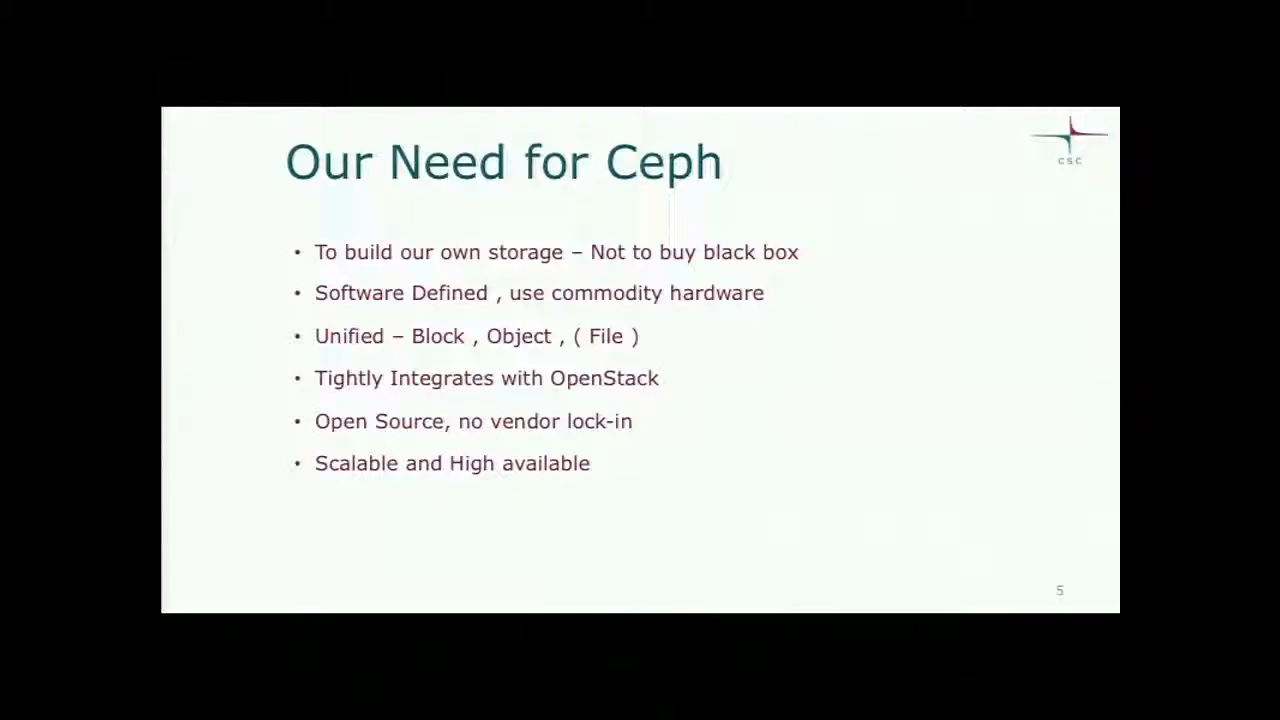 Our Need for Ceph
CSC
• To build our own storage – Not to buy black box
• Software Defined , use commodity hardware
• Unified – Block , Object , ( File )
• Tightly Integrates with OpenStack
• Open Source, no vendor lock-in
• Scalable and High available
5